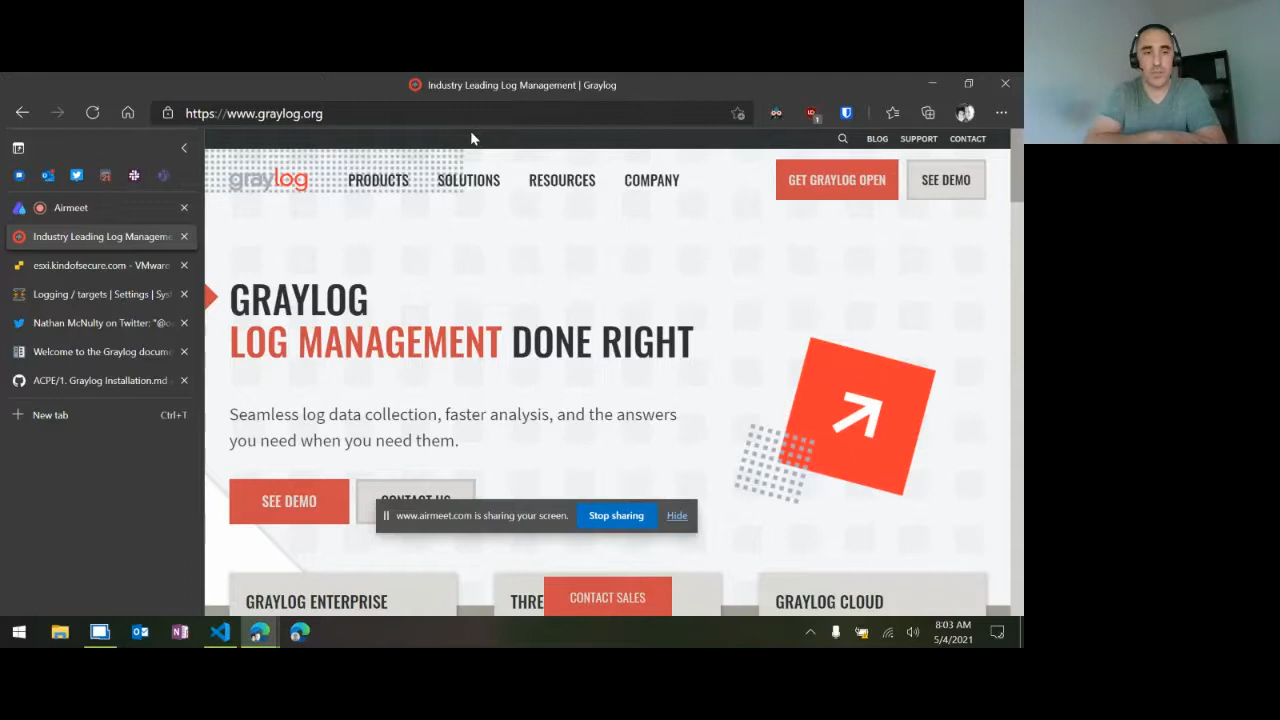 Industry Leading Log Management | Graylog
https://www.graylog.org
BLOG SUPPORT CONTACT
graylog PRODUCTS SOLUTIONS RESOURCES COMPANY GET GRAYLOG OPEN SEE DEMO
Airmeet
Industry Leading Log Manageme
esxi.kindofsecure.com - VMware
Logging / targets | Settings | Sys
Nathan McNulty on Twitter: "@o
Welcome to the Graylog docum
ACPE/1. Graylog Installation.md
New tab Ctrl+T
GRAYLOG
LOG MANAGEMENT DONE RIGHT
Seamless log data collection, faster analysis, and the answers
you need when you need them.
SEE DEMO CONTACT US
www.airmeet.com is sharing your screen. Stop sharing Hide
CONTACT SALES
GRAYLOG ENTERPRISE THRE GRAYLOG CLOUD
8:03 AM
5/4/2021